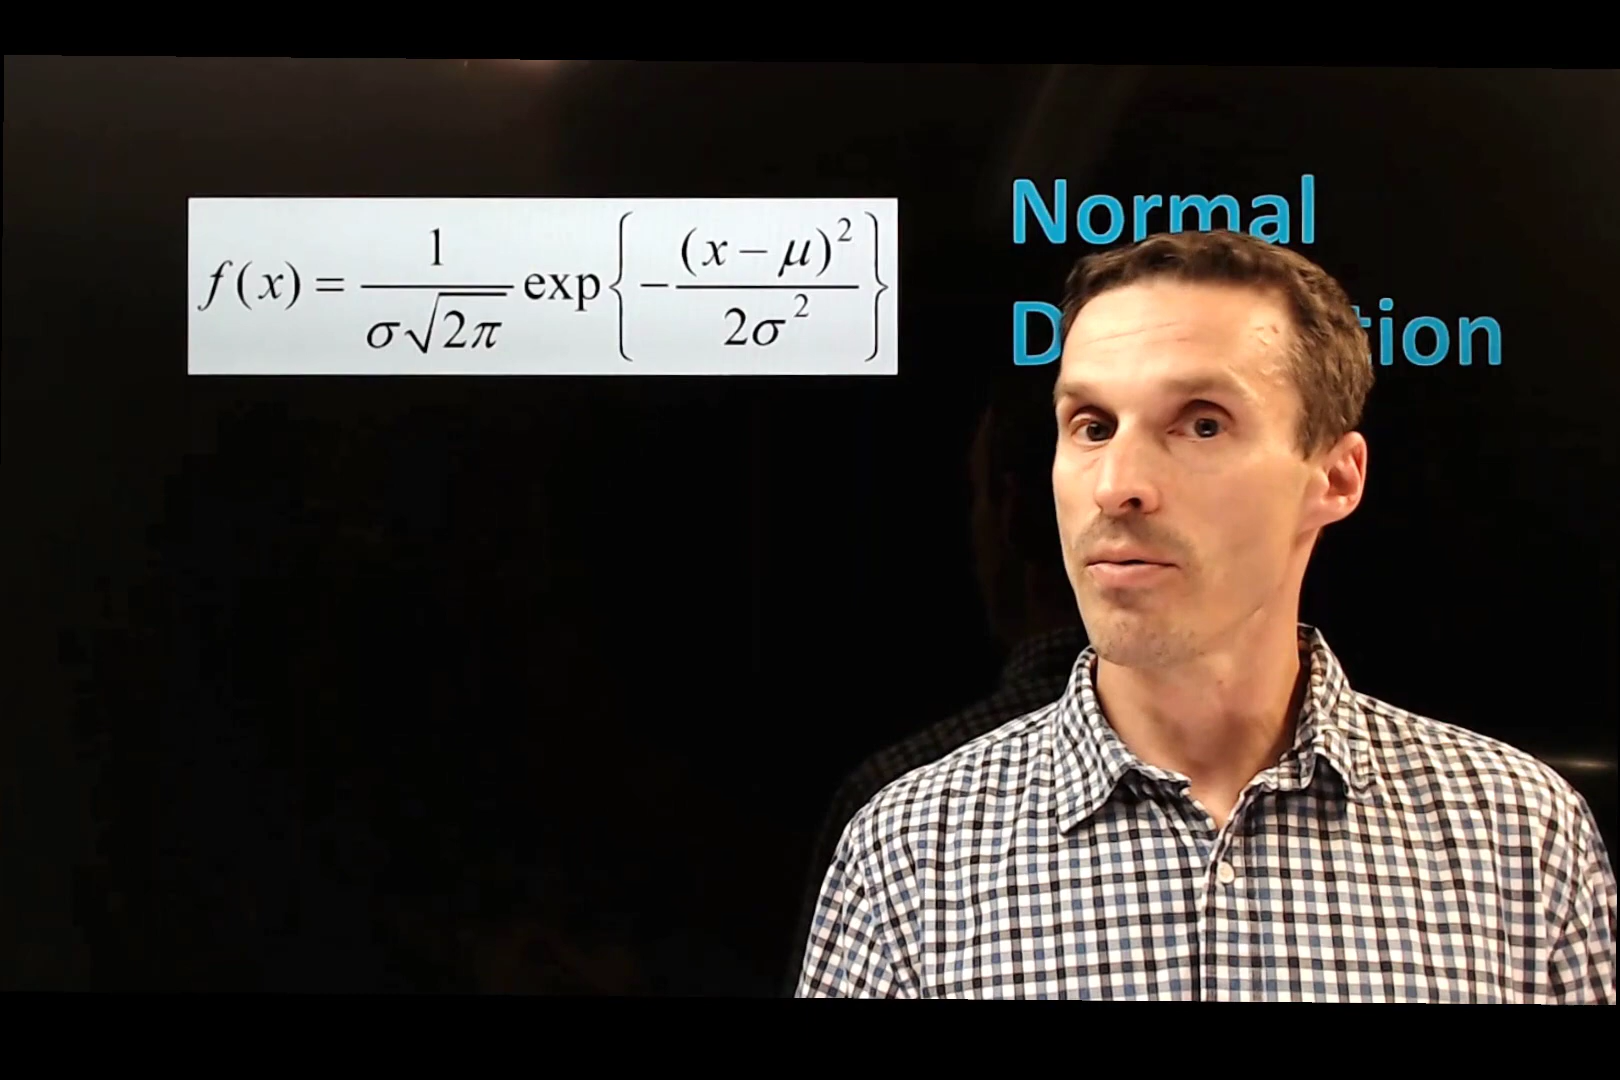 f(x) = 1/(σ√2π) exp{−(x−μ)²/(2σ²)}
Normal